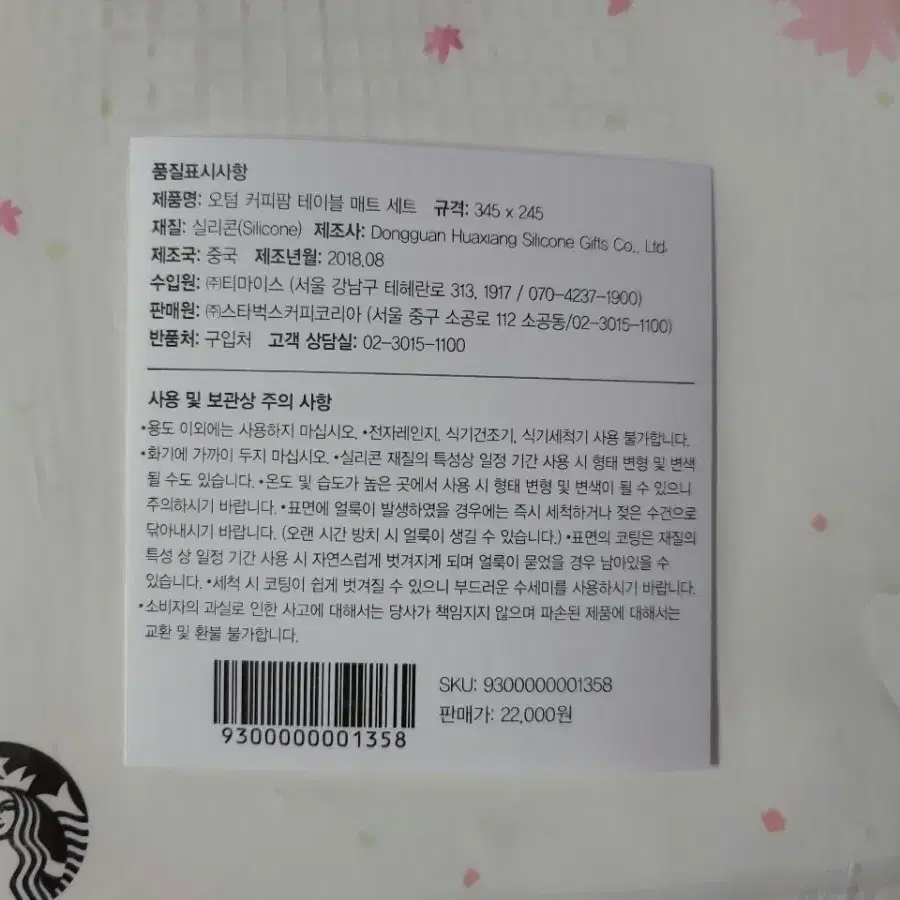 품질표시사항
제품명: 오텀 커피팜 테이블 매트 세트 규격: 345 x 245
재질: 실리콘(Silicone) 제조사: Dongguan Huaxiang Silicone Gifts Co., Ltd.
제조국: 중국 제조년월: 2018.08
수입원: ㈜티마이스 (서울 강남구 테헤란로 313, 1917 / 070-4237-1900)
판매원: ㈜스타벅스커피코리아 (서울 중구 소공로 112 소공동/02-3015-1100)
반품처: 구입처 고객 상담실: 02-3015-1100
사용 및 보관상 주의 사항
•용도 이외에는 사용하지 마십시오. •전자레인지, 식기건조기, 식기세척기 사용 불가합니다.
•화기에 가까이 두지 마십시오. •실리콘 재질의 특성상 일정 기간 사용 시 형태 변형 및 변색
될 수도 있습니다. •온도 및 습도가 높은 곳에서 사용 시 형태 변형 및 변색이 될 수 있으니
주의하시기 바랍니다. •표면에 얼룩이 발생하였을 경우에는 즉시 세척하거나 젖은 수건으로
닦아내시기 바랍니다. (오랜 시간 방치 시 얼룩이 생길 수 있습니다.) •표면의 코팅은 재질의
특성 상 일정 기간 사용 시 자연스럽게 벗겨지게 되며 얼룩이 묻었을 경우 남아있을 수
있습니다. •세척 시 코팅이 쉽게 벗겨질 수 있으니 부드러운 수세미를 사용하시기 바랍니다.
•소비자의 과실로 인한 사고에 대해서는 당사가 책임지지 않으며 파손된 제품에 대해서는
교환 및 환불 불가합니다.
9300000001358
SKU: 9300000001358
판매가: 22,000원